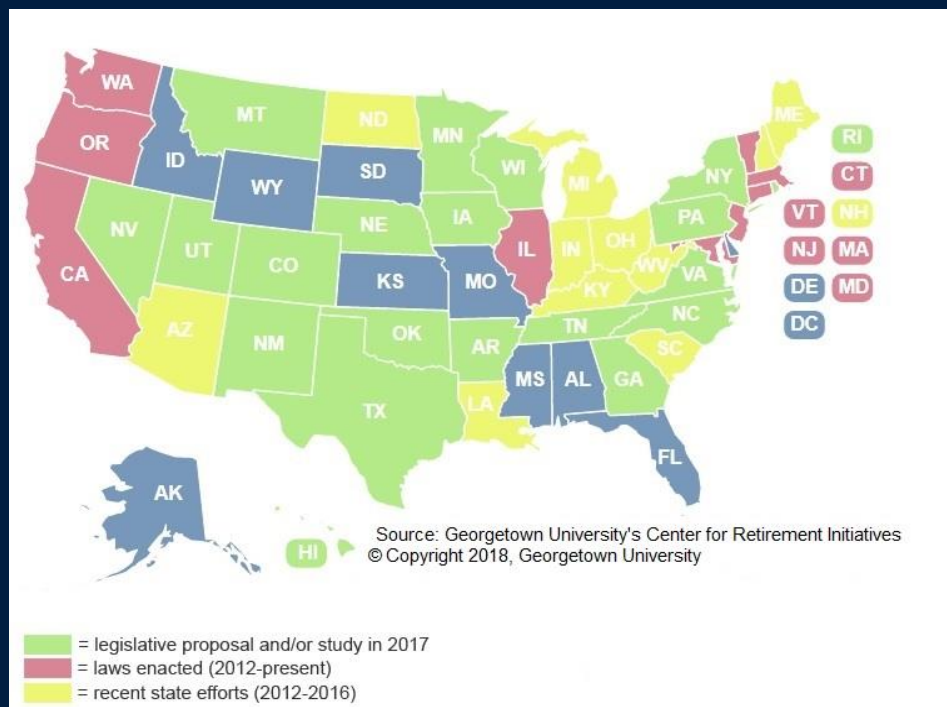 WA
MT
ND
ME
MN
OR
RI
ID
SD
WI
NY
WY
MI
CT
IA
PA
VT NH
NV
NE
OH
UT
IL
IN
NJ MA
CO
WV
CA
KS
MO
VA
DE MD
KY
NC
DC
AZ
OK
TN
NM
AR
SC
MS
AL
GA
LA
TX
FL
AK
Source: Georgetown University's Center for Retirement Initiatives
HI
© Copyright 2018, Georgetown University
= legislative proposal and/or study in 2017
= laws enacted (2012-present)
= recent state efforts (2012-2016)